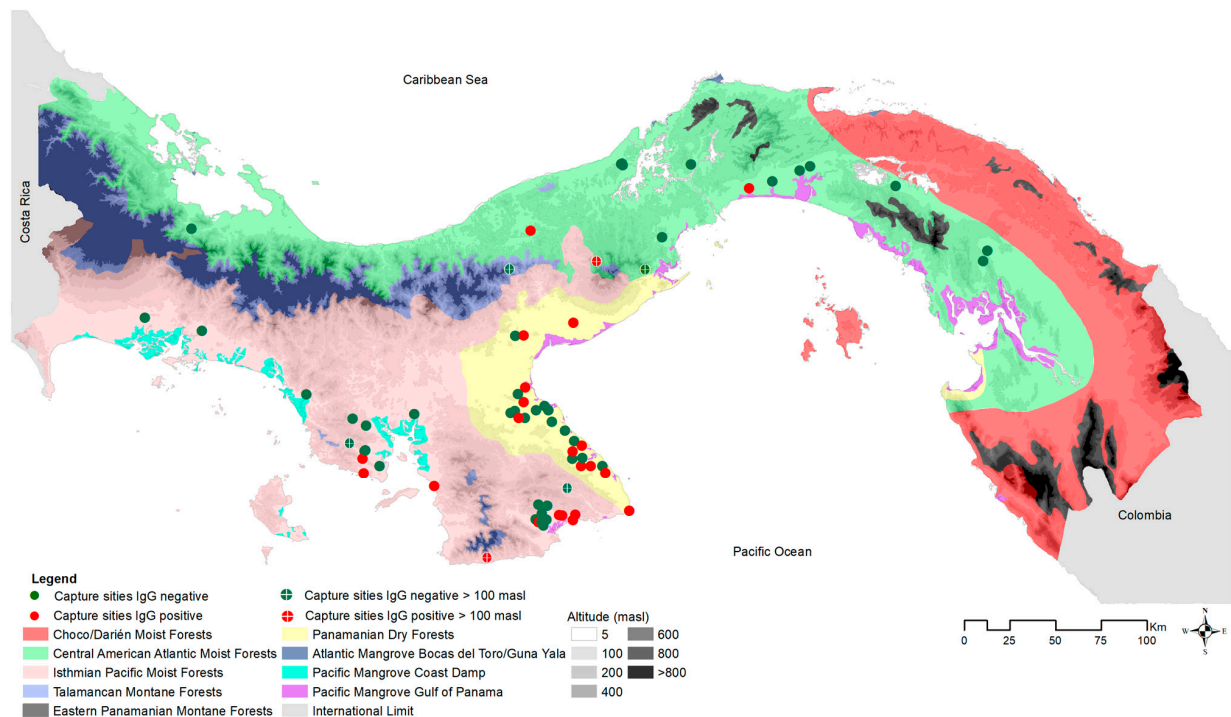 Caribbean Sea
Costa Rica
Colombia
Pacific Ocean
Legend
Capture sities IgG negative
Capture sities IgG positive
Choco/Darién Moist Forests
Central American Atlantic Moist Forests
Isthmian Pacific Moist Forests
Talamancan Montane Forests
Eastern Panamanian Montane Forests
Capture sities IgG negative > 100 masl
Capture sities IgG positive > 100 masl
Panamanian Dry Forests
Atlantic Mangrove Bocas del Toro/Guna Yala
Pacific Mangrove Coast Damp
Pacific Mangrove Gulf of Panama
International Limit
Altitude (masl)
5
100
200
400
600
800
>800
Km
0 25 50 75 100
N
W E
S